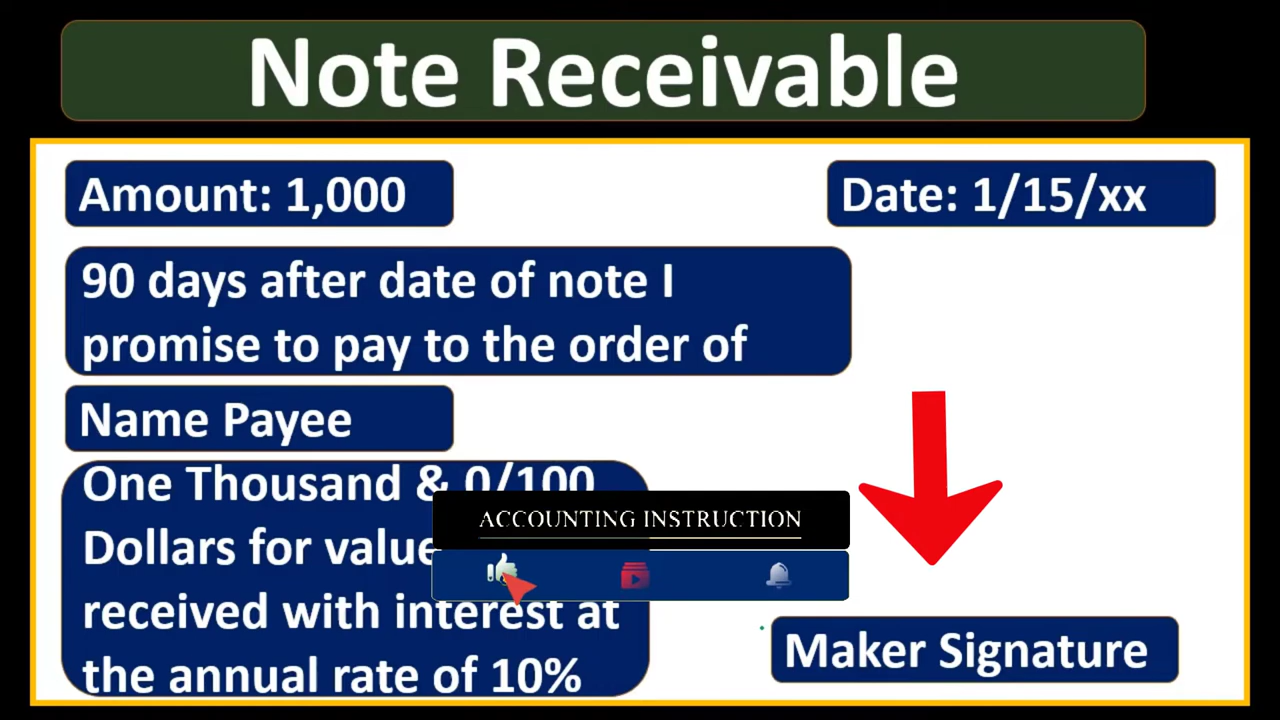 Note Receivable
Amount: 1,000
Date: 1/15/xx
90 days after date of note I
promise to pay to the order of
Name Payee
One Thousand & 0/100
Dollars for value
received with interest at
the annual rate of 10%
ACCOUNTING INSTRUCTION
Maker Signature